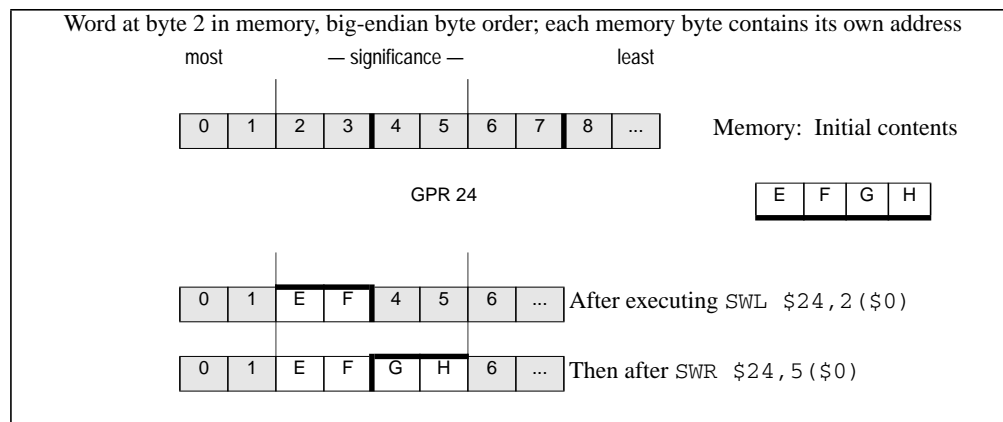 Word at byte 2 in memory, big-endian byte order; each memory byte contains its own address
most — significance — least
0 1 2 3 4 5 6 7 8 ... Memory: Initial contents
GPR 24 E F G H
0 1 E F 4 5 6 ... After executing SWL $24,2($0)
0 1 E F G H 6 ... Then after SWR $24,5($0)